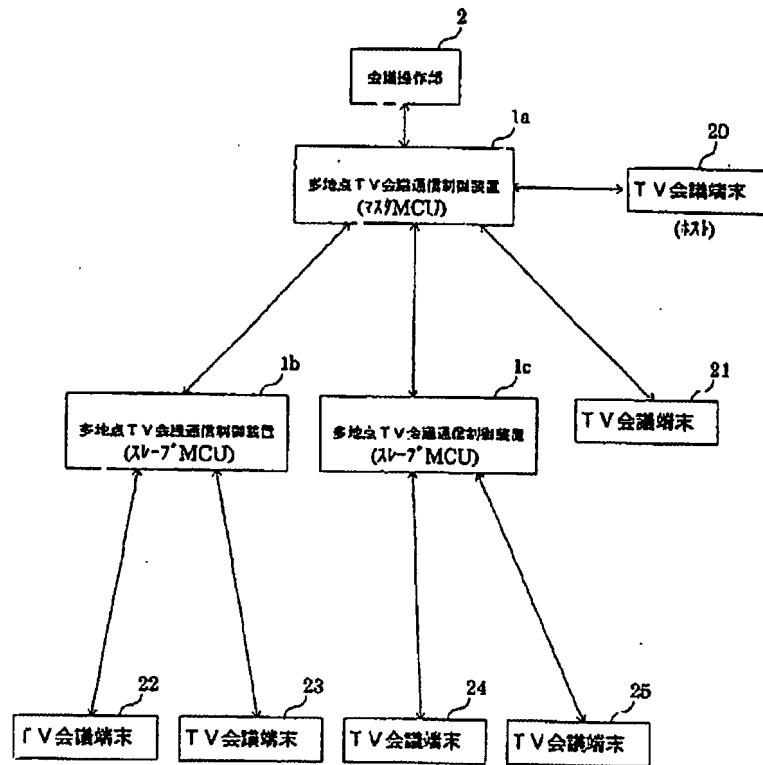 2
会議操作部
1a
多地点TV会議通信制御装置
(マスタMCU)
20
TV会議端末
(ホスト)
1b
多地点TV会議通信制御装置
(スレーブMCU)
1c
多地点TV会議通信制御装置
(スレーブMCU)
21
TV会議端末
22
TV会議端末
23
TV会議端末
24
TV会議端末
25
TV会議端末